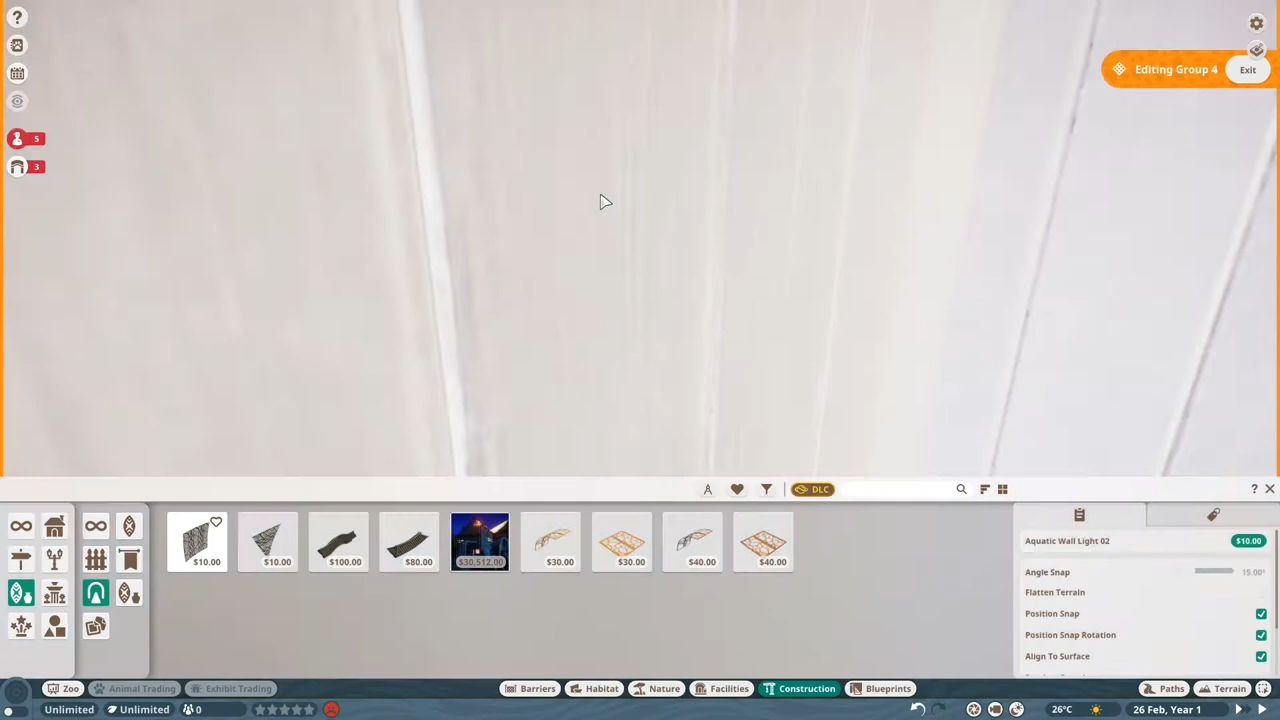 Editing Group 4
Exit
5
3
DLC
Aquatic Wall Light 02
$10.00
Angle Snap
15.00°
Flatten Terrain
Position Snap
Position Snap Rotation
Align To Surface
$10.00
$10.00
$100.00
$80.00
$30,512.00
$30.00
$30.00
$40.00
$40.00
Zoo
Animal Trading
Exhibit Trading
Barriers
Habitat
Nature
Facilities
Construction
Blueprints
Paths
Terrain
Unlimited
Unlimited
0
26°C
26 Feb, Year 1